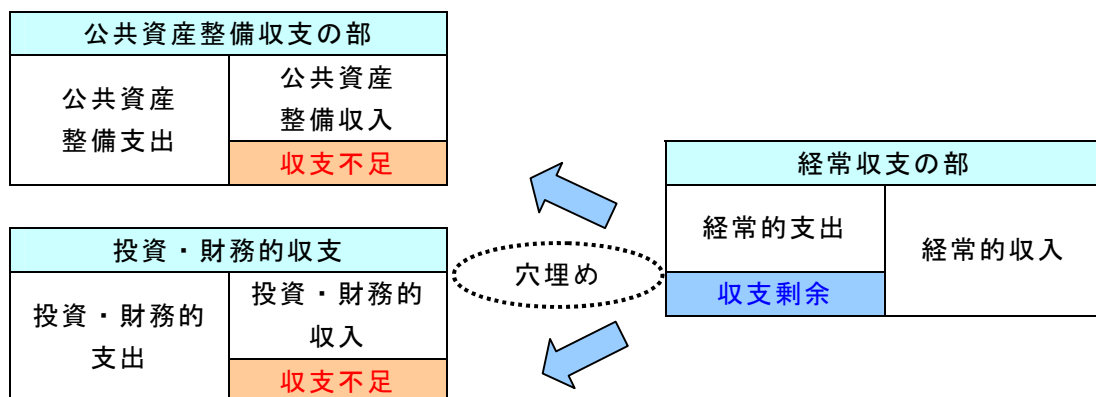 公共資産整備収支の部
公共資産
整備支出
公共資産
整備収入
収支不足
投資・財務的収支
投資・財務的
支出
投資・財務的
収入
収支不足
穴埋め
経常収支の部
経常的支出
収支剰余
経常的収入